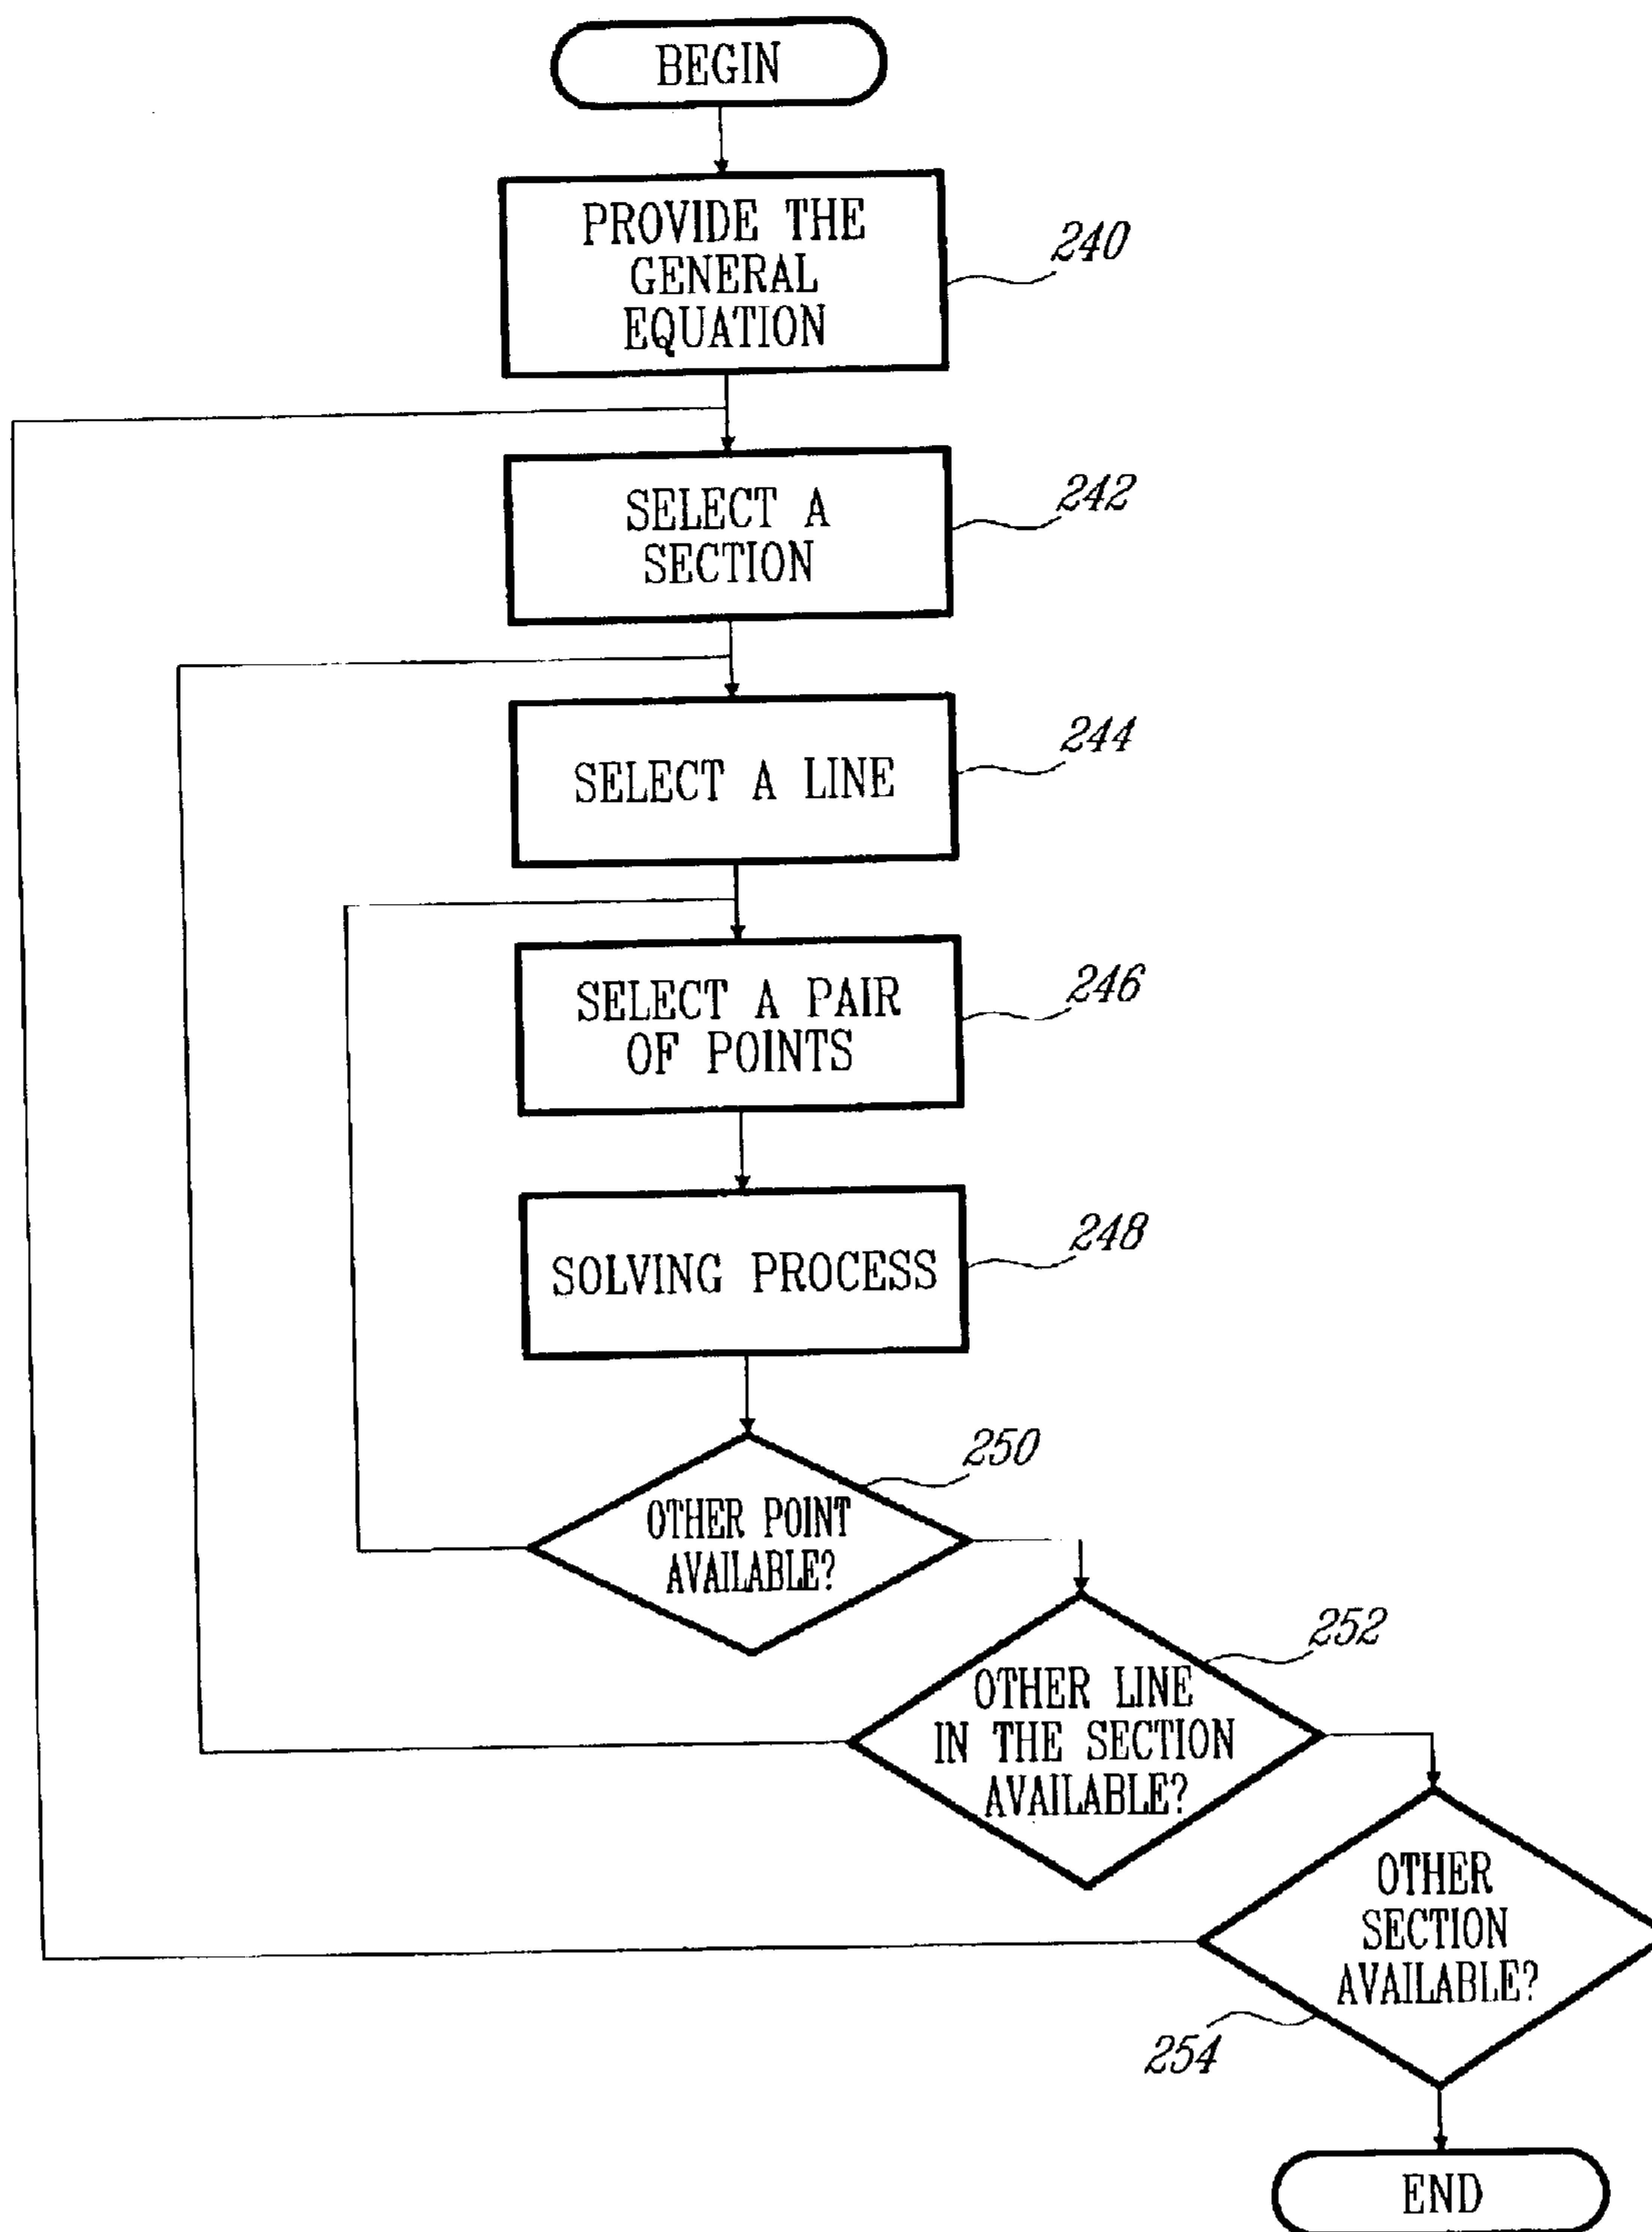 BEGIN
PROVIDE THE
GENERAL
EQUATION
240
SELECT A
SECTION
242
SELECT A LINE
244
SELECT A PAIR
OF POINTS
246
SOLVING PROCESS
248
OTHER POINT
AVAILABLE?
250
OTHER LINE
IN THE SECTION
AVAILABLE?
252
OTHER
SECTION
AVAILABLE?
254
END